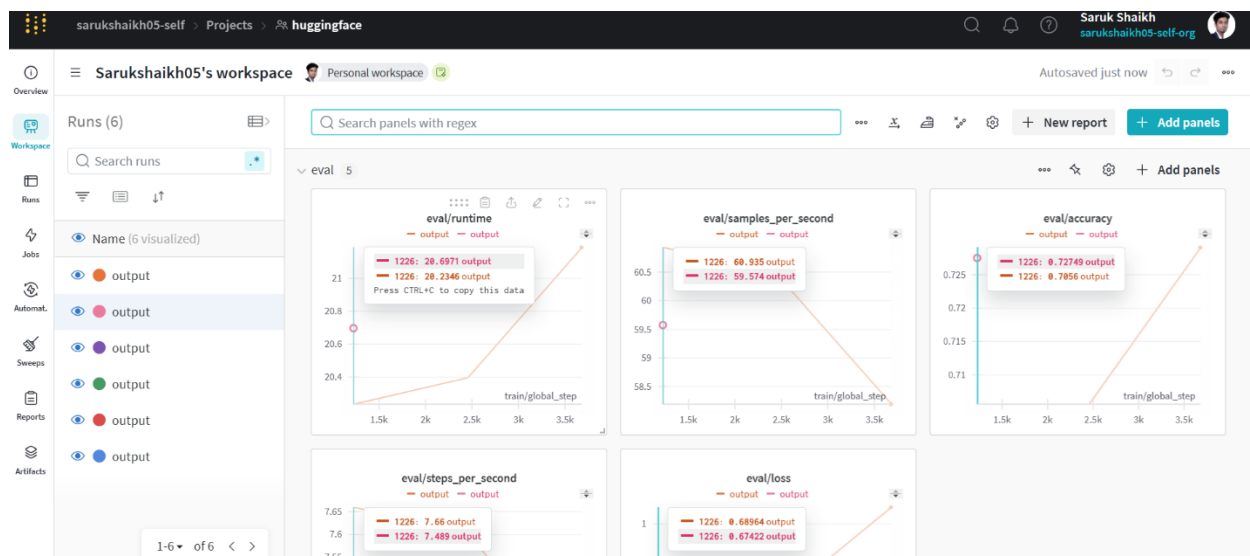 sarukshaikh05-self > Projects > huggingface
Saruk Shaikh
sarukshaikh05-self-org
Overview
Workspace
Runs
Jobs
Automat.
Sweeps
Reports
Artifacts
Sarukshaikh05's workspace
Personal workspace
Autosaved just now
Runs (6)
Search runs
.*
Name (6 visualized)
output
output
output
output
output
output
1-6 of 6
Search panels with regex
New report
Add panels
eval 5
Add panels
eval/runtime
output output
1226: 20.6971 output
1226: 20.2346 output
Press CTRL+C to copy this data
21
20.8
20.6
20.4
train/global_step
1.5k 2k 2.5k 3k 3.5k
eval/samples_per_second
output output
1226: 60.935 output
1226: 59.574 output
60.5
60
59.5
59
58.5
train/global_step
1.5k 2k 2.5k 3k 3.5k
eval/accuracy
output output
1226: 0.72749 output
1226: 0.7056 output
0.725
0.72
0.715
0.71
train/global_step
1.5k 2k 2.5k 3k 3.5k
eval/steps_per_second
output output
1226: 7.66 output
1226: 7.489 output
7.65
7.6
eval/loss
output output
1226: 0.68964 output
1226: 0.67422 output
1